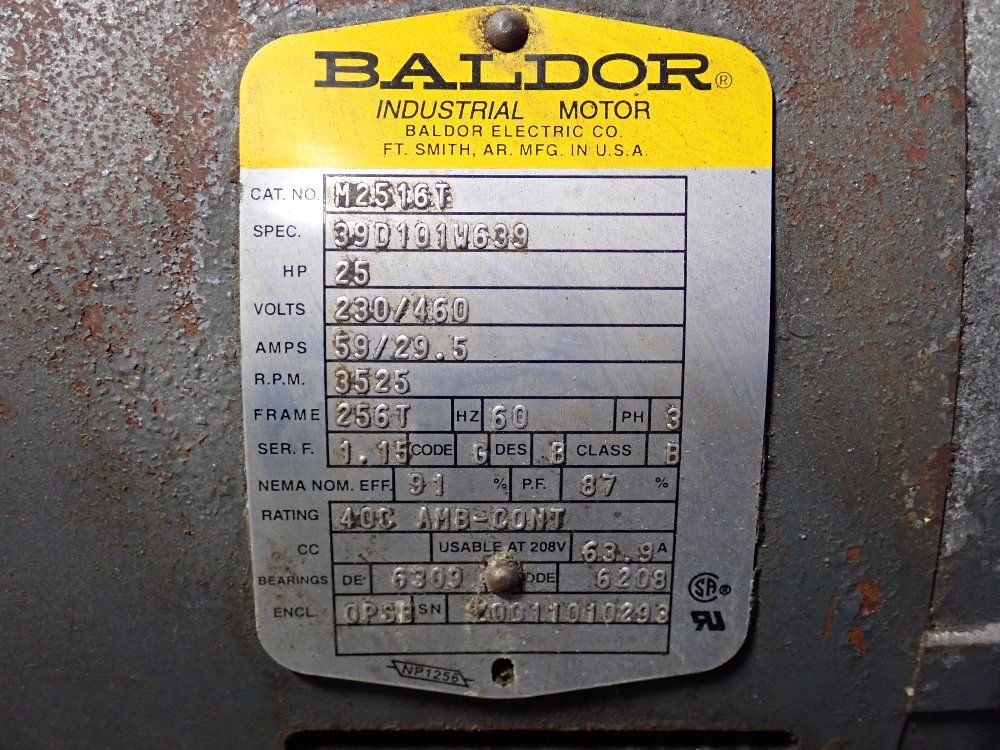 BALDOR®
INDUSTRIAL MOTOR
BALDOR ELECTRIC CO.
FT. SMITH, AR. MFG. IN U.S.A.
CAT. NO. M2516T
SPEC. 39D101W639
HP 25
VOLTS 230/460
AMPS 59/29.5
R.P.M. 3525
FRAME 256T HZ 60 PH 3
SER. F. 1.15 CODE G DES B CLASS B
NEMA NOM. EFF. 91 % P.F. 87 %
RATING 40C AMB-CONT
CC USABLE AT 208V 63.9 A
BEARINGS DE 6309 ODE 6208
ENCL. SN
SA ®
NP1256